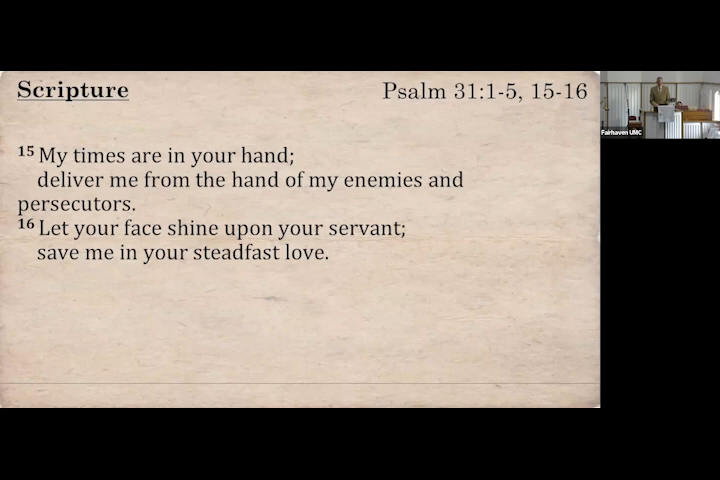 Scripture
Psalm 31:1-5, 15-16
15 My times are in your hand;
deliver me from the hand of my enemies and
persecutors.
16 Let your face shine upon your servant;
save me in your steadfast love.
Fairhaven UMC